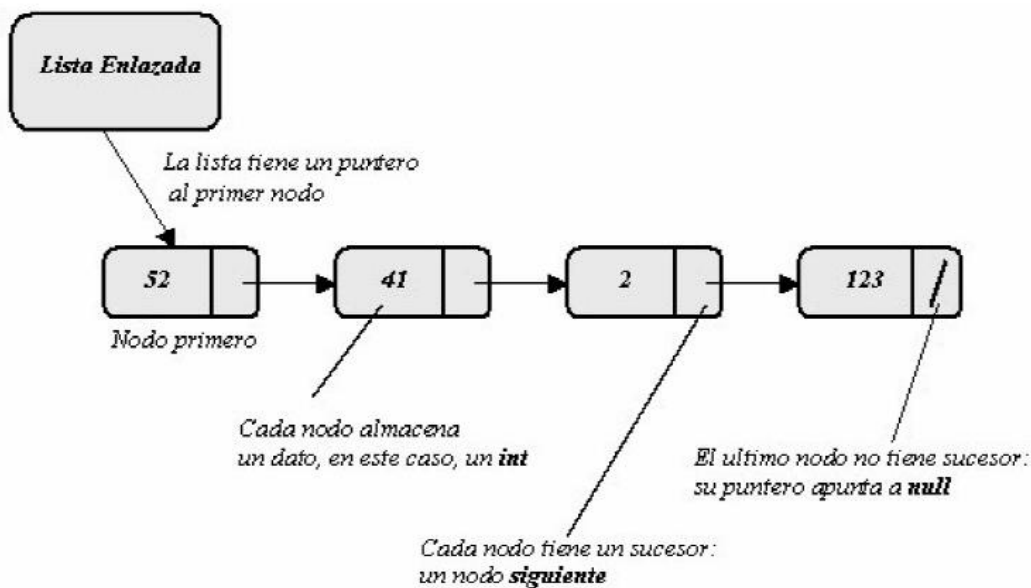 Lista Enlazada
La lista tiene un puntero
al primer nodo
52
41
2
123
Nodo primero
Cada nodo almacena
un dato, en este caso, un int
El ultimo nodo no tiene sucesor:
su puntero apunta a null
Cada nodo tiene un sucesor:
un nodo siguiente